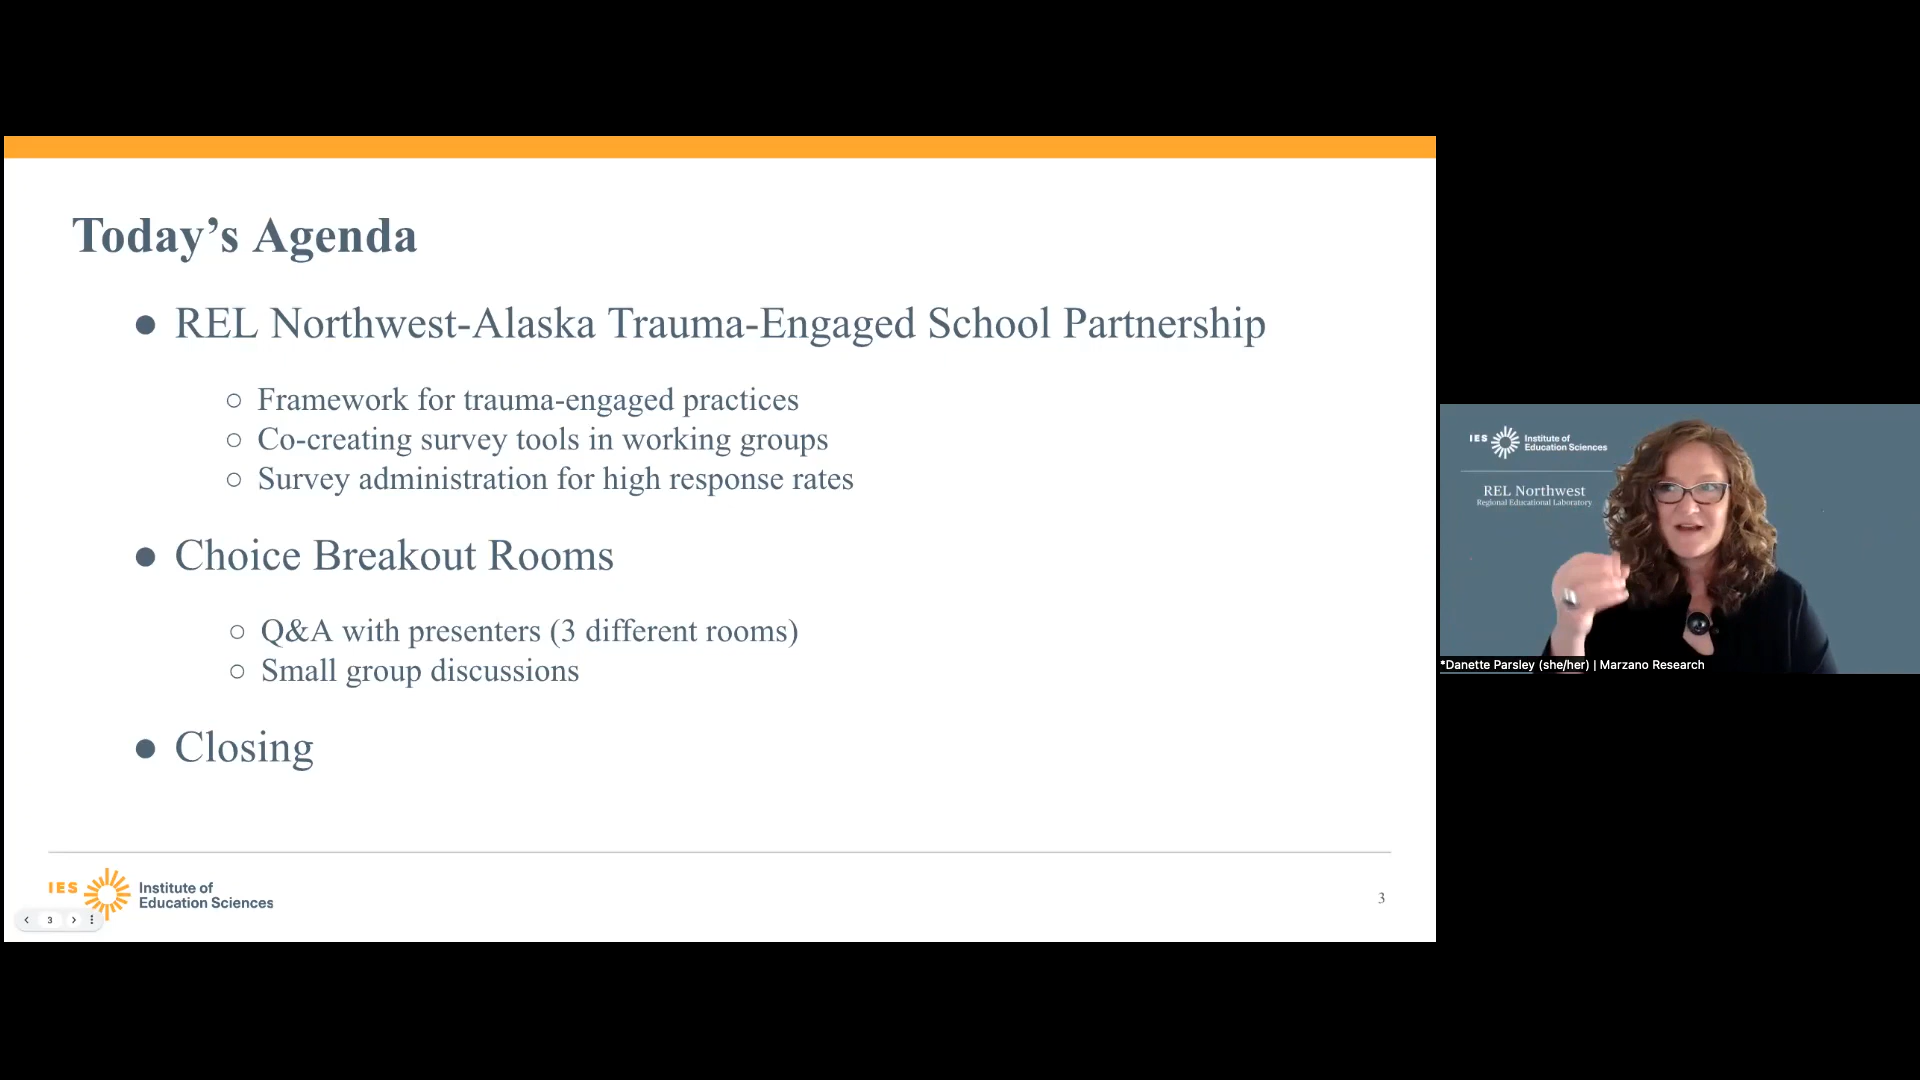 Today’s Agenda
● REL Northwest-Alaska Trauma-Engaged School Partnership
○ Framework for trauma-engaged practices
○ Co-creating survey tools in working groups
○ Survey administration for high response rates
● Choice Breakout Rooms
○ Q&A with presenters (3 different rooms)
○ Small group discussions
● Closing
IES Institute of
Education Sciences
3
3
IES Institute of
Education Sciences
REL Northwest
Regional Educational Laboratory
*Danette Parsley (she/her) | Marzano Research